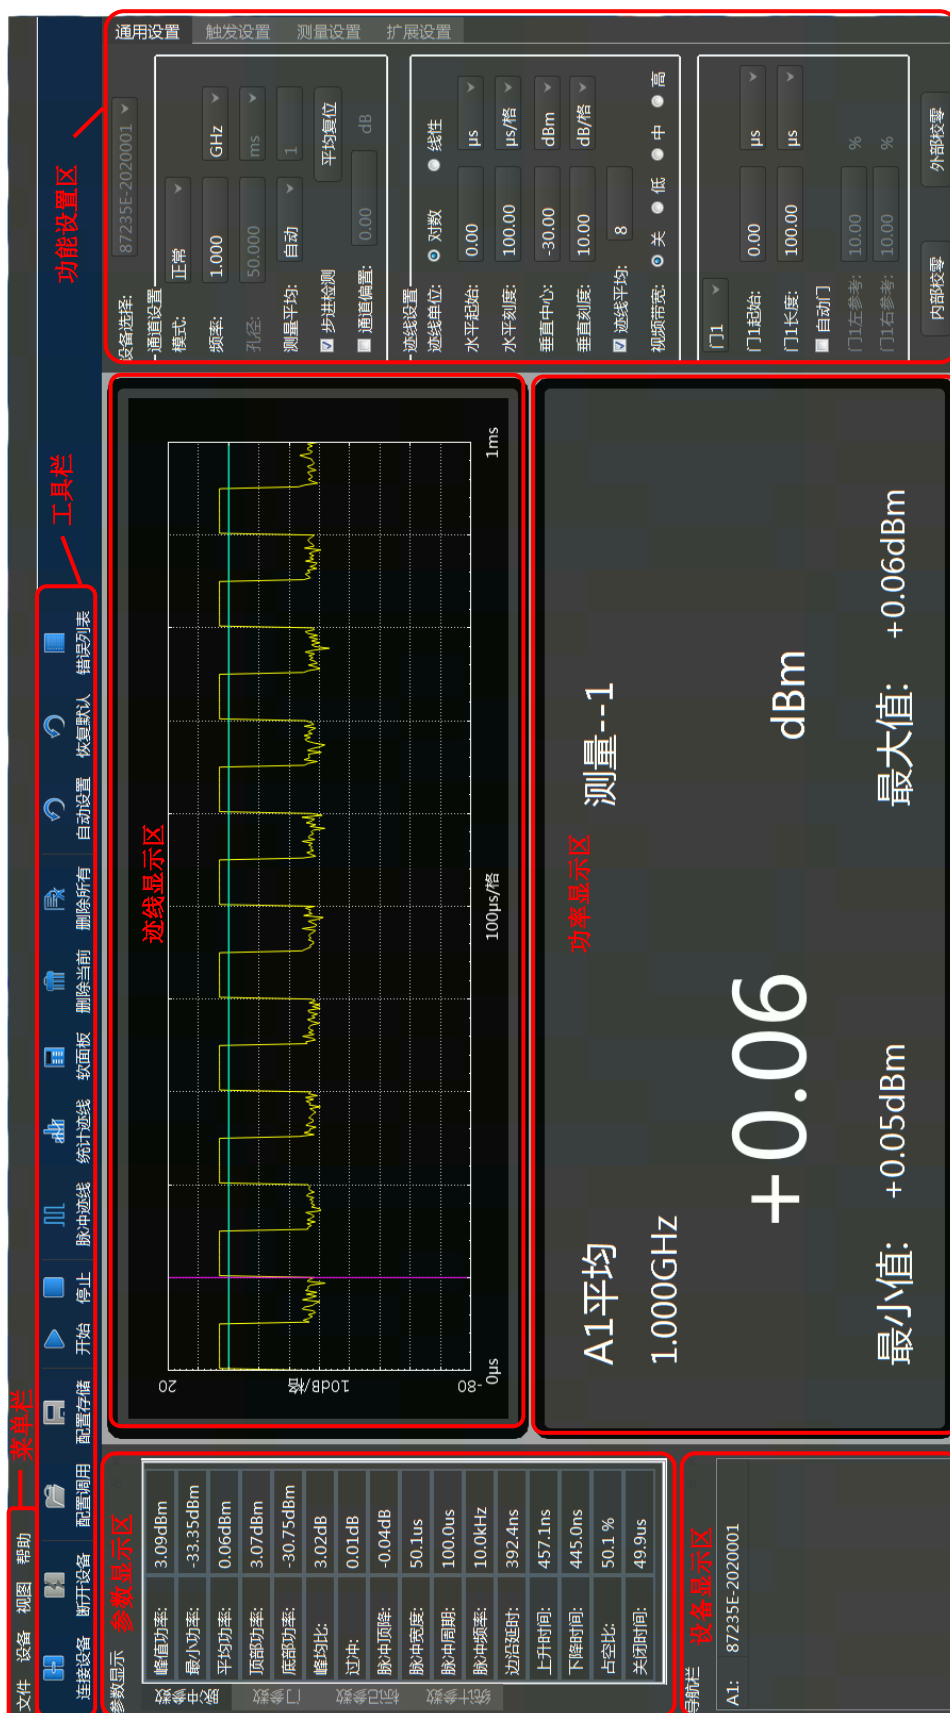 菜单栏
文件 设备 视图 帮助
工具栏
连接设备 断开设备 配置调用 配置存储 开始 停止 脉冲迹线 统计迹线 软面板 删除当前 删除所有 自动设置 恢复默认 错误列表
参数显示
参数显示区
脉冲参数
门参数
标记参数
统计参数
峰值功率: 3.09dBm
最小功率: -33.35dBm
平均功率: 0.06dBm
顶部功率: 3.07dBm
底部功率: -30.75dBm
峰均比: 3.02dB
过冲: 0.01dB
脉冲顶降: -0.04dB
脉冲宽度: 50.1us
脉冲周期: 100.0us
脉冲频率: 10.0kHz
边沿延时: 392.4ns
上升时间: 457.1ns
下降时间: 445.0ns
占空比: 50.1 %
关闭时间: 49.9us
导航栏
设备显示区
A1: 87235E-2020001
迹线显示区
20
10dB/格
-80
0μs
100μs/格
1ms
功率显示区
A1平均
测量--1
1.000GHz
+0.06
dBm
最小值: +0.05dBm
最大值: +0.06dBm
功能设置区
通用设置 触发设置 测量设置 扩展设置
设备选择: 87235E-2020001
通道设置
模式: 正常
频率: 1.000 GHz
孔径: 50.000 ms
测量平均: 自动 1
步进检测 平均复位
通道偏置: 0.00 dB
迹线设置
迹线单位: 对数 线性
水平起始: 0.00 μs
水平刻度: 100.00 μs/格
垂直中心: -30.00 dBm
垂直刻度: 10.00 dB/格
迹线平均: 8
视频带宽: 关 低 中 高
门1
门1起始: 0.00 μs
门1长度: 100.00 μs
自动门
门1左参考: 10.00 %
门1右参考: 10.00 %
内部校零 外部校零